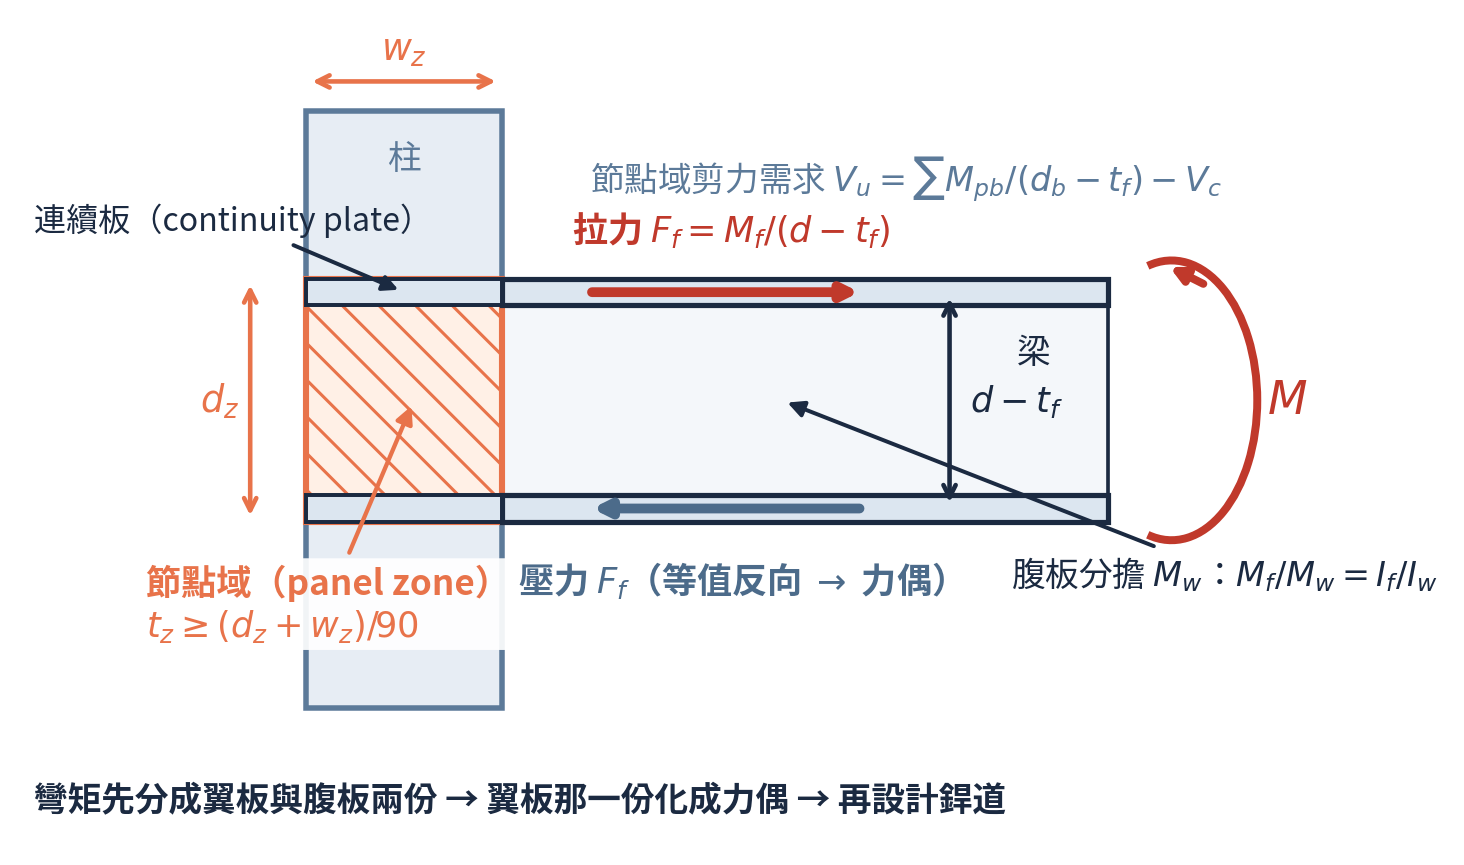 w_z
柱
節點域剪力需求 V_u = ∑M_pb/(d_b − t_f) − V_c
連續板（continuity plate）
拉力 F_f = M_f/(d − t_f)
梁
d_z
d − t_f
M
節點域（panel zone）
t_z ≥ (d_z + w_z)/90
壓力 F_f（等值反向 → 力偶）
腹板分擔 M_w：M_f/M_w = I_f/I_w
彎矩先分成翼板與腹板兩份 → 翼板那一份化成力偶 → 再設計銲道